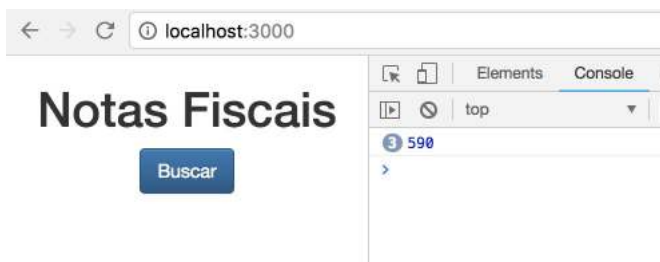 localhost:3000
Elements Console
top
Notas Fiscais
3 590
Buscar